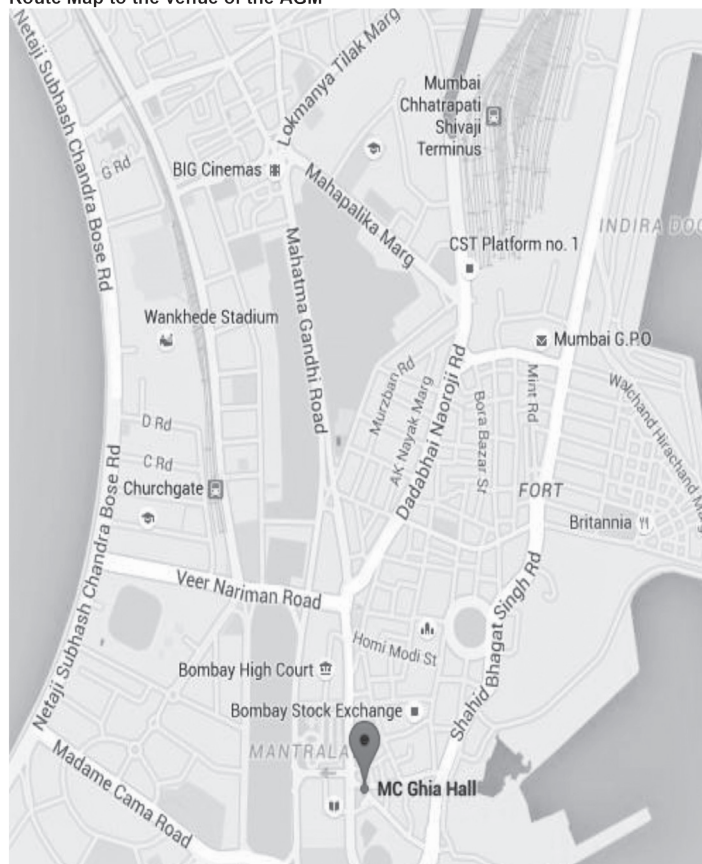 Route Map to the venue of the AGM
Netaji Subhash Chandra Bose Rd
Lokmanya Tilak Marg
Mumbai
Chhatrapati
Shivaji
Terminus
G Rd
BIG Cinemas
Mahapalika Marg
INDIRA DOC
CST Platform no. 1
Mahatma Gandhi Road
Wankhede Stadium
Mumbai G.P.O
Murzban Rd
AK Nayak Marg
Dadabhai Naoroji Rd
Bora Bazar St
Mint Rd
Walchand Hirachand Marg
D Rd
C Rd
Churchgate
FORT
Britannia
Netaji Subhash Chandra Bose Rd
Veer Nariman Road
Shahid Bhagat Singh Rd
Homi Modi St
Bombay High Court
Bombay Stock Exchange
MANTRALA
MC Ghia Hall
Madame Cama Road